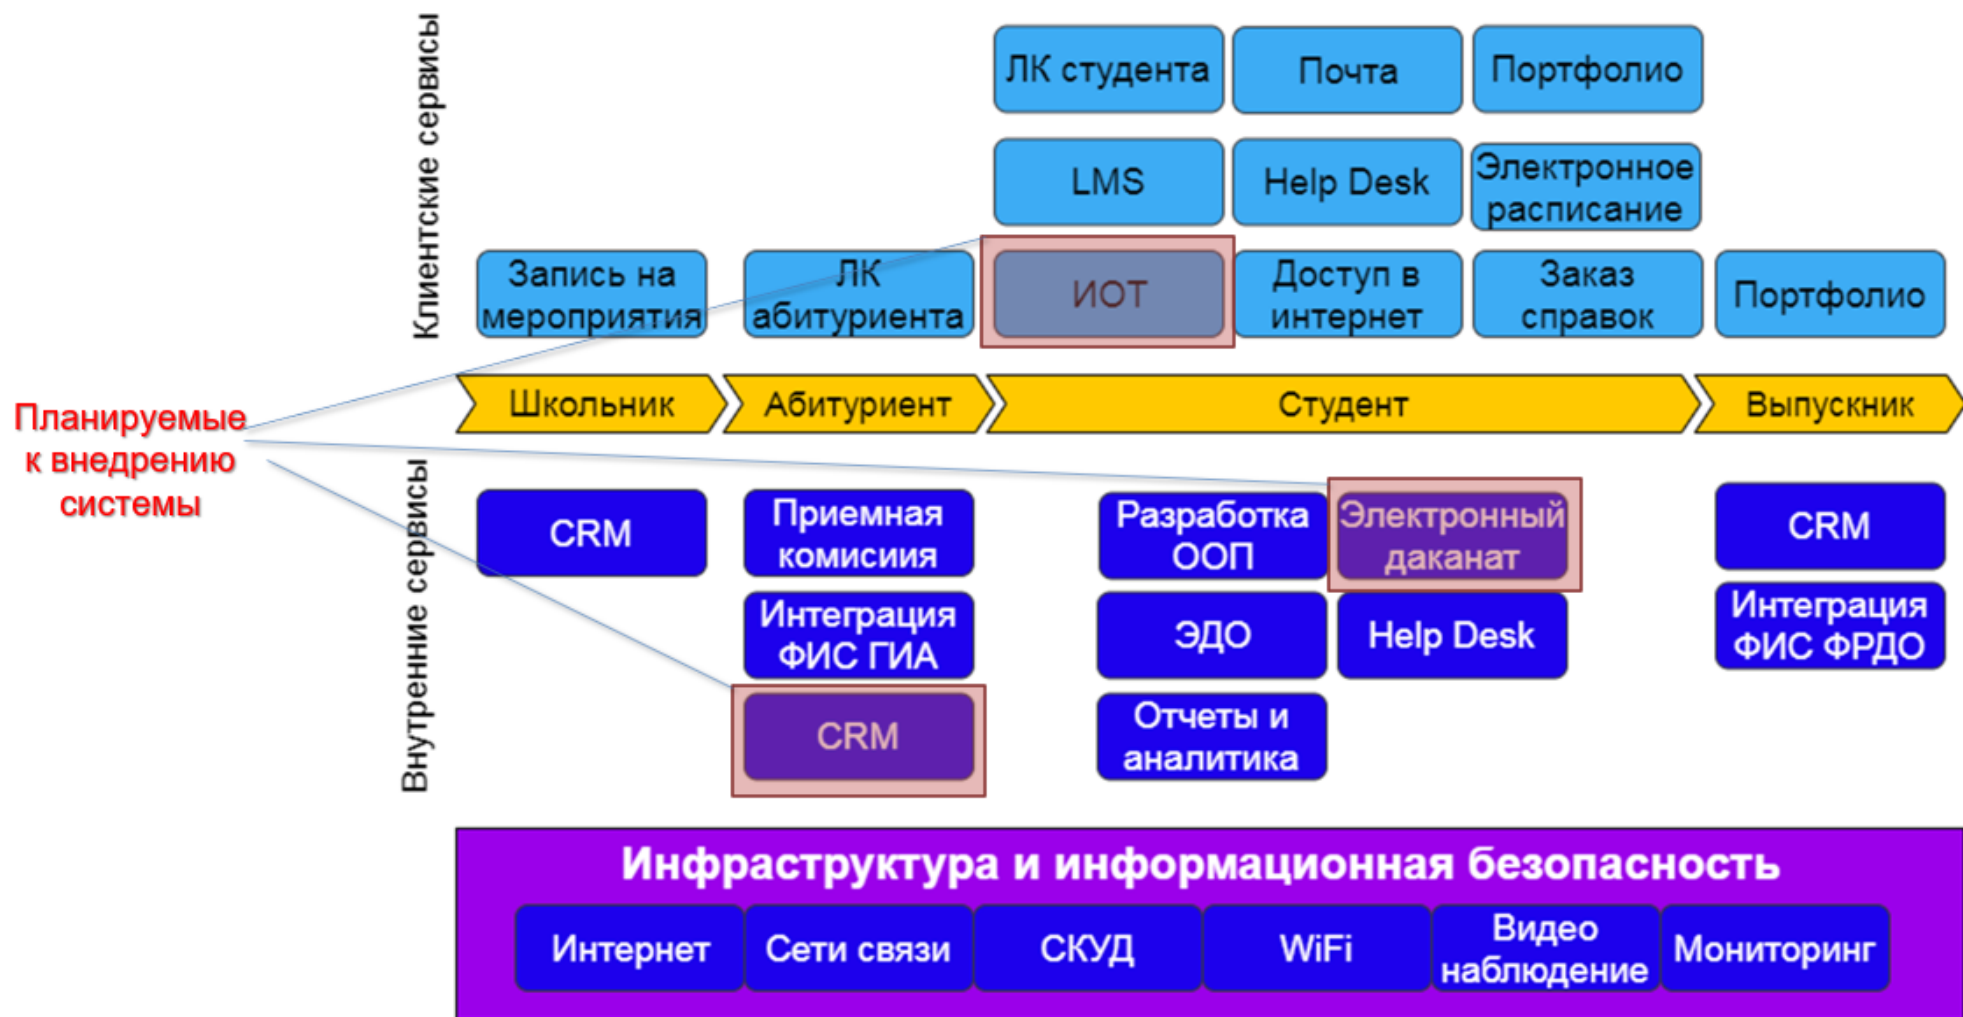 Клиентские сервисы
ЛК студента
Почта
Портфолио
LMS
Help Desk
Электронное
расписание
Запись на
мероприятия
ЛК
абитуриента
ИОТ
Доступ в
интернет
Заказ
справок
Портфолио
Школьник
Абитуриент
Студент
Выпускник
Планируемые
к внедрению
системы
Внутренние сервисы
CRM
Приемная
комисиия
Разработка
ООП
Электронный
даканат
CRM
Интеграция
ФИС ГИА
ЭДО
Help Desk
Интеграция
ФИС ФРДО
CRM
Отчеты и
аналитика
Инфраструктура и информационная безопасность
Интернет
Сети связи
СКУД
WiFi
Видео
наблюдение
Мониторинг